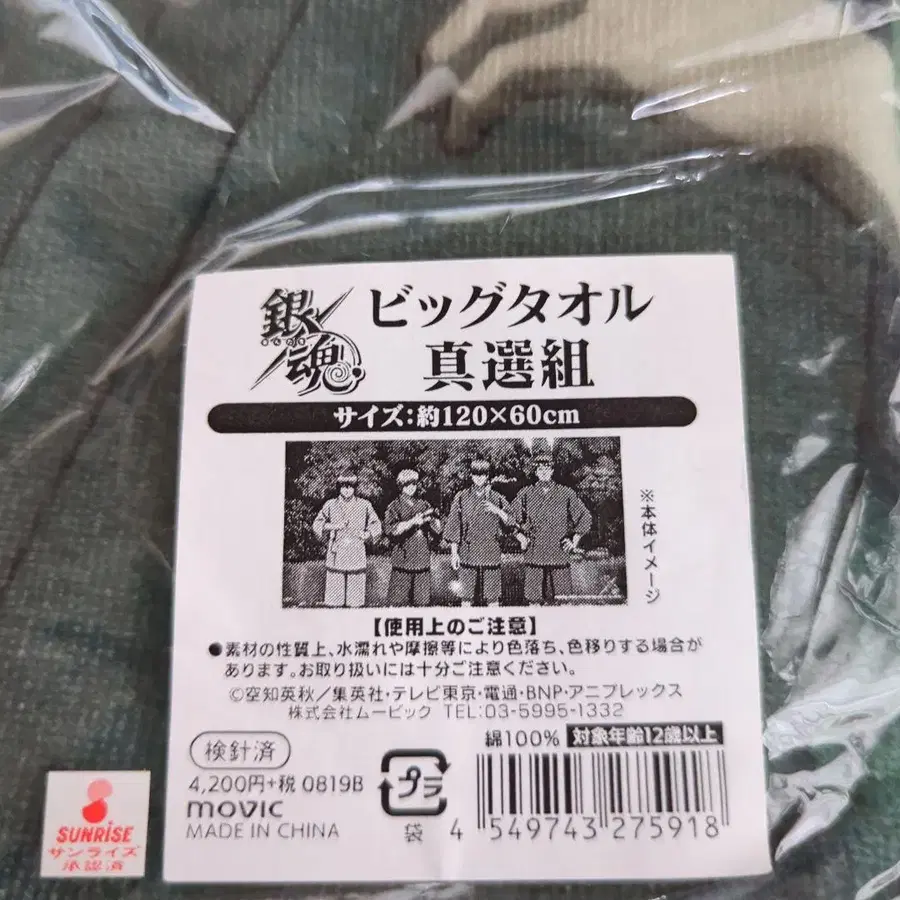 銀魂
ビッグタオル
真選組
サイズ:約120×60cm
※本体イメージ
【使用上のご注意】
●素材の性質上、水濡れや摩擦等により色落ち、色移りする場合が
あります。お取り扱いには十分ご注意ください。
©空知英秋/集英社・テレビ東京・電通・BNP・アニプレックス
株式会社ムービック TEL:03-5995-1332
検針済
綿100% 対象年齢12歳以上
4,200円+税 0819B
movic
MADE IN CHINA
プラ
袋
4 549743 275918
SUNRISE
サンライズ
承認済